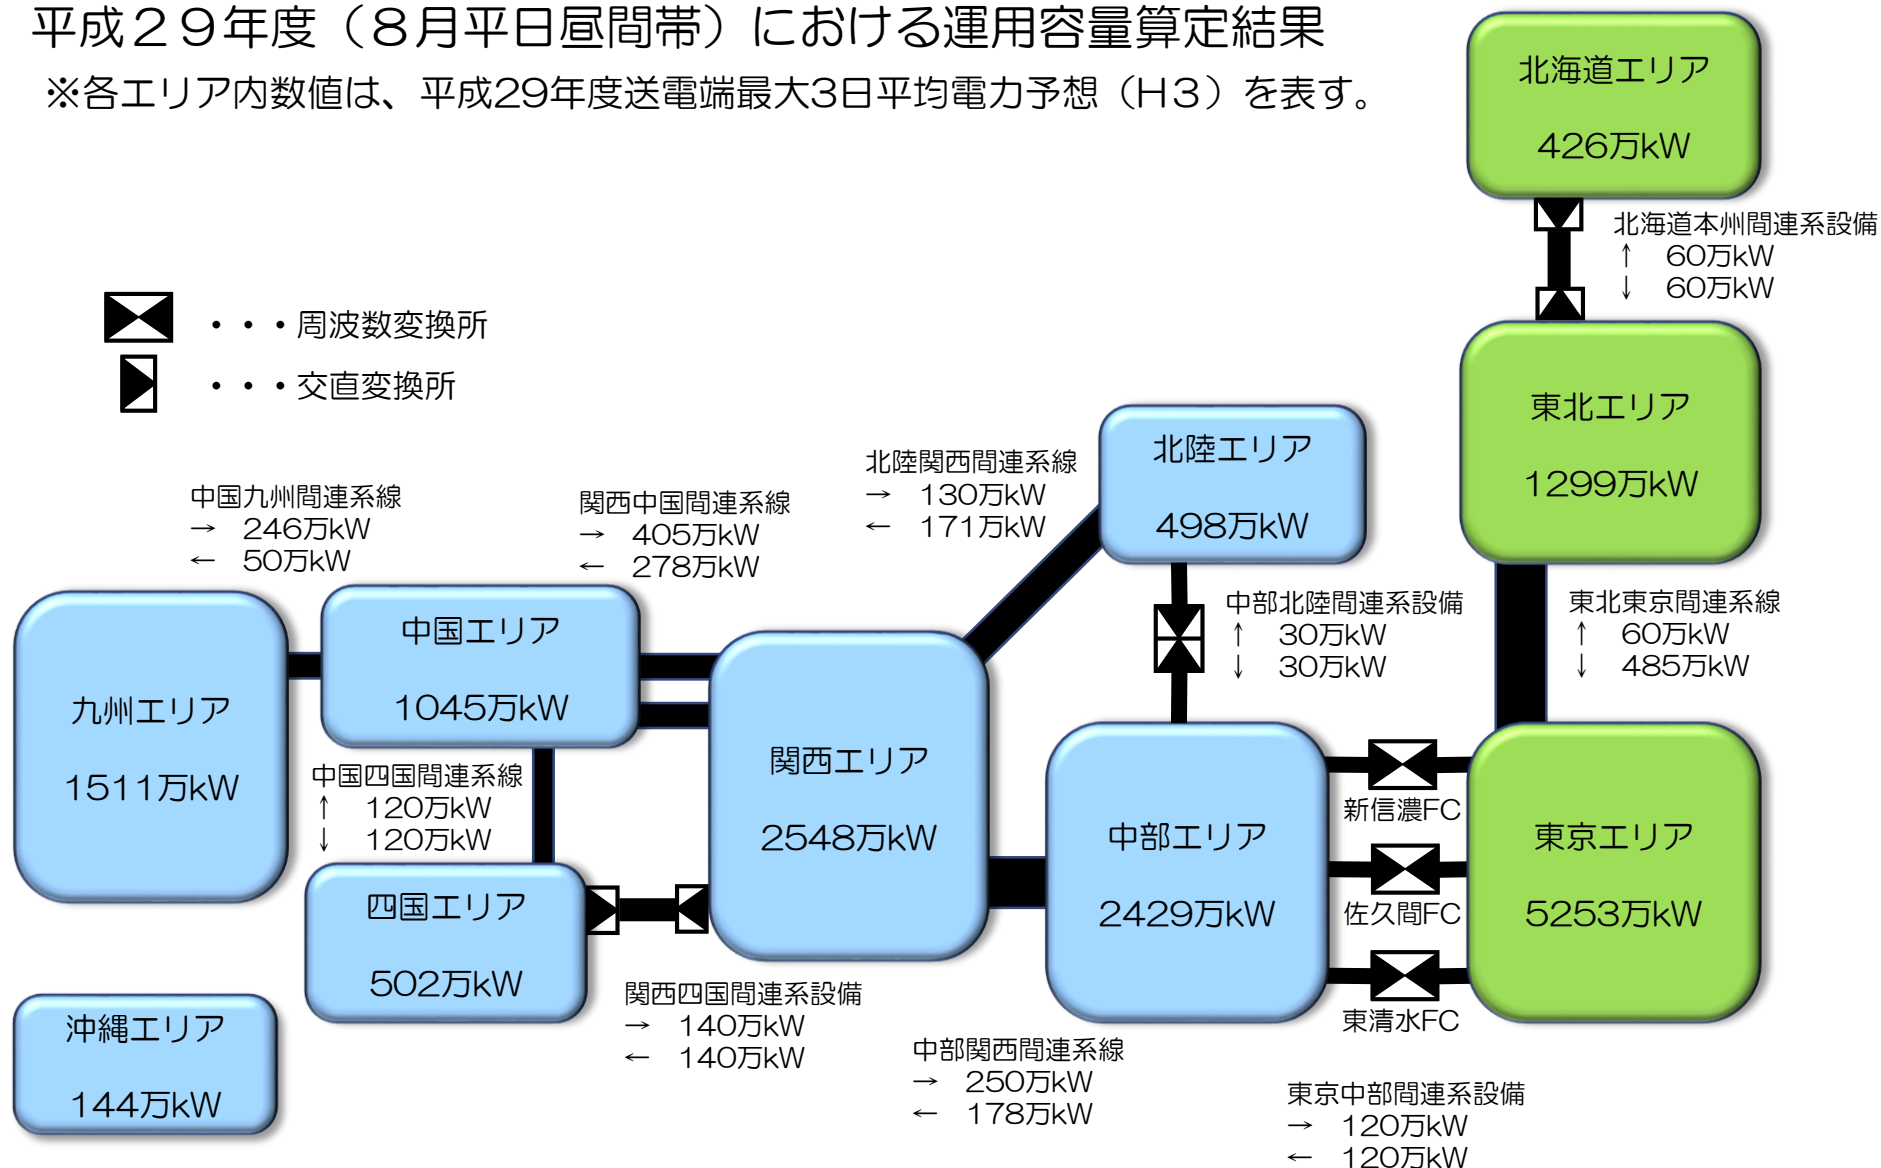 平成２９年度（８月平日昼間帯）における運用容量算定結果
※各エリア内数値は、平成29年度送電端最大3日平均電力予想（H３）を表す。
北海道エリア
426万kW
北海道本州間連系設備
↑ 60万kW
↓ 60万kW
・・・周波数変換所
・・・交直変換所
東北エリア
1299万kW
北陸エリア
498万kW
北陸関西間連系線
→ 130万kW
← 171万kW
中国九州間連系線
→ 246万kW
← 50万kW
関西中国間連系線
→ 405万kW
← 278万kW
中部北陸間連系設備
↑ 30万kW
↓ 30万kW
東北東京間連系線
↑ 60万kW
↓ 485万kW
九州エリア
1511万kW
中国エリア
1045万kW
中国四国間連系線
↑ 120万kW
↓ 120万kW
関西エリア
2548万kW
中部エリア
2429万kW
新信濃FC
佐久間FC
東清水FC
東京エリア
5253万kW
四国エリア
502万kW
関西四国間連系設備
→ 140万kW
← 140万kW
沖縄エリア
144万kW
中部関西間連系線
→ 250万kW
← 178万kW
東京中部間連系設備
→ 120万kW
← 120万kW